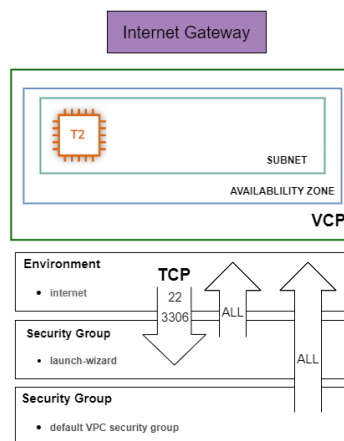 Internet Gateway
T2
SUBNET
AVAILABLILITY ZONE
VCP
Environment
TCP
• internet
22
3306
ALL
Security Group
• launch-wizard
ALL
Security Group
• default VPC security group